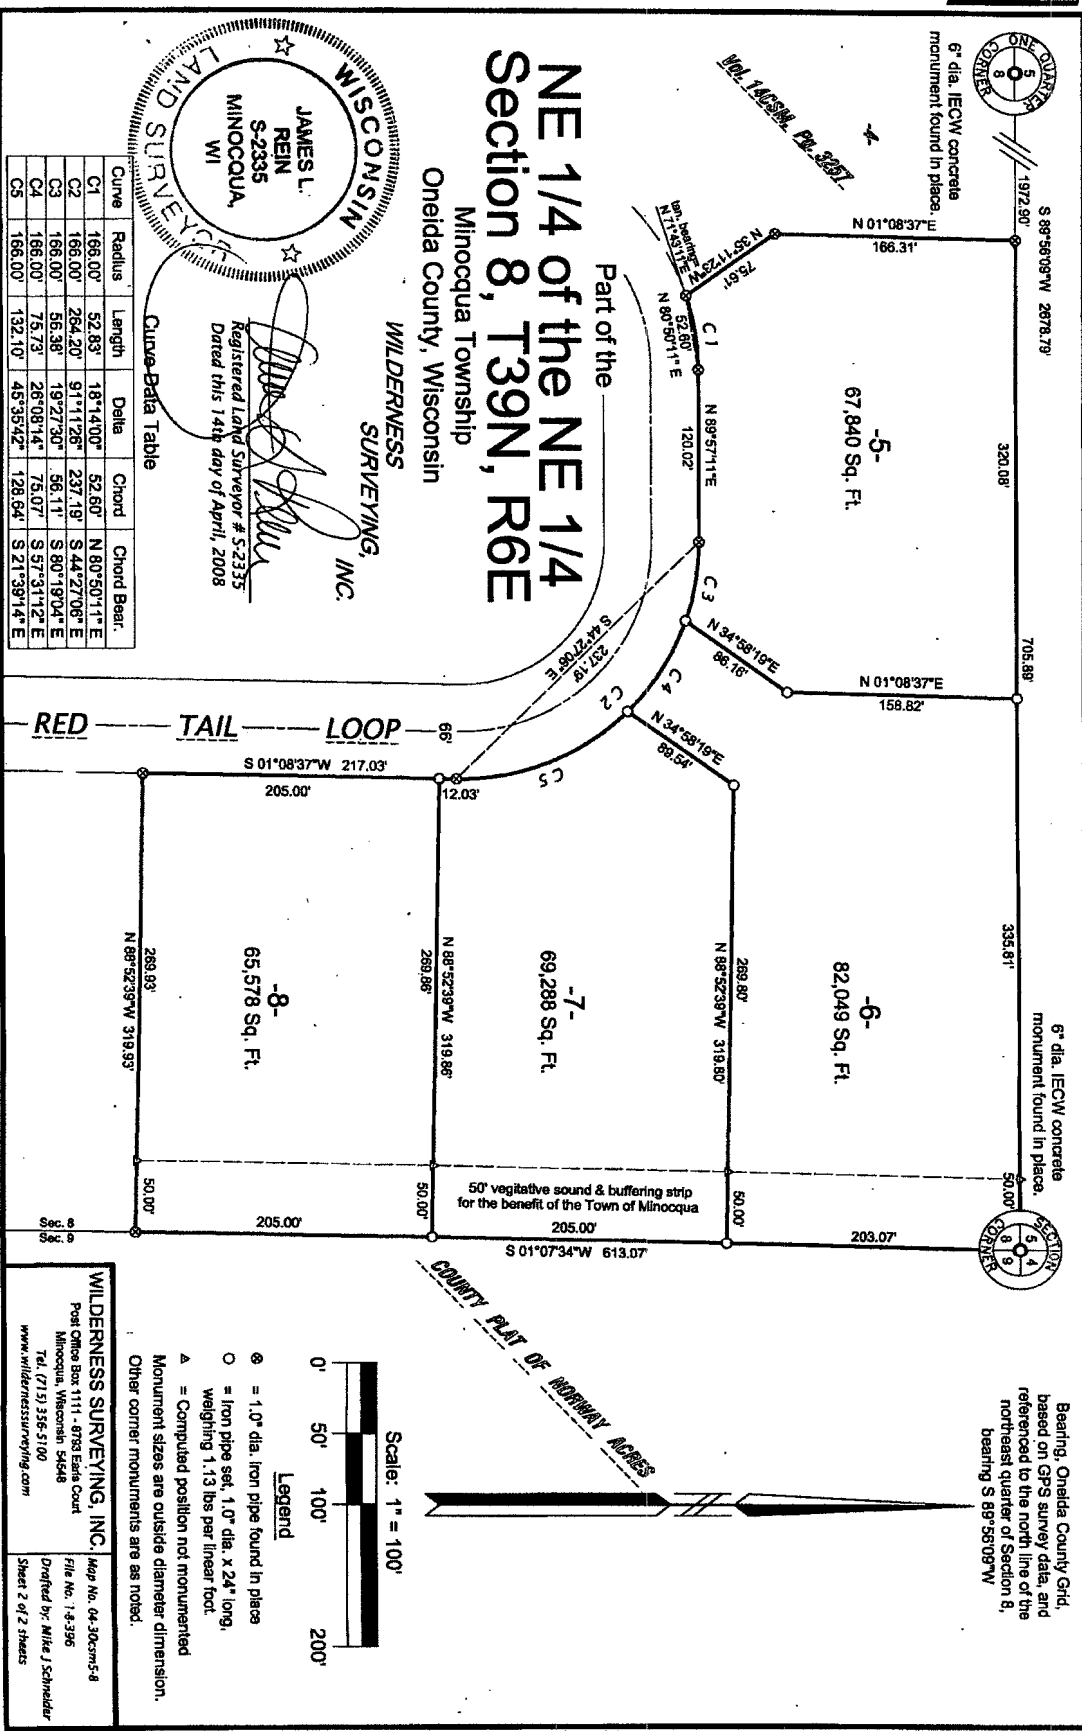 ONE QUARTER
5
8
CORNER
6" dia. IECW concrete
monument found in place.
1972.90'
S 89°56'09"W 2678.79'
320.08'
705.89'
335.81'
50.00'
6" dia. IECW concrete
monument found in place.
SECTION
5 4
8 9
CORNER
Bearing, Oneida County Grid,
based on GPS survey data, and
referenced to the north line of the
northeast quarter of Section 8,
bearing S 89°56'09"W
-4-
Vol. 14CSM, PG. 3257
N 01°08'37"E
166.31'
N 35°11'23"W
75.61'
tan. bearing=
N 71°43'11"E
C 1
52.60'
N 80°50'11" E
N 89°57'11"E
120.02'
C 3
-5-
67,840 Sq. Ft.
N 34°58'19"E
86.16'
N 01°08'37"E
158.82'
C 4
C 2
S 44°27'06"E
237.19'
N 34°58'19"E
89.54'
C 5
-6-
82,049 Sq. Ft.
269.80'
N 88°52'39"W 319.80'
50.00'
203.07'
-7-
69,288 Sq. Ft.
12.03'
N 88°52'39"W 319.86'
269.86'
50.00'
50' vegitative sound & buffering strip
for the benefit of the Town of Minocqua
205.00'
S 01°07'34"W 613.07'
-8-
65,578 Sq. Ft.
S 01°08'37"W 217.03'
205.00'
269.93'
N 88°52'39"W 319.93'
50.00'
205.00'
Sec. 8
Sec. 9
66'
RED TAIL LOOP
COUNTY PLAT OF NORWAY ACRES
Part of the
NE 1/4 of the NE 1/4
Section 8, T39N, R6E
Minocqua Township
Oneida County, Wisconsin
WILDERNESS
SURVEYING,
INC.
WISCONSIN
JAMES L.
REIN
S-2335
MINOCQUA,
WI
LAND SURVEYOR
Registered Land Surveyor # S-2335
Dated this 14th day of April, 2008
Curve Data Table
Curve Radius Length Delta Chord Chord Bear.
C1 166.00' 52.83' 18°14'00" 52.60' N 80°50'11" E
C2 166.00' 264.20' 91°11'26" 237.19' S 44°27'06" E
C3 166.00' 56.38' 19°27'30" 56.11' S 80°19'04" E
C4 166.00' 75.73' 26°08'14" 75.07' S 57°31'12" E
C5 166.00' 132.10' 45°35'42" 128.64' S 21°39'14" E
Scale: 1" = 100'
0' 50' 100' 200'
Legend
= 1.0" dia. iron pipe found in place
= Iron pipe set, 1.0" dia. x 24" long,
weighing 1.13 lbs per linear foot.
= Computed position not monumented
Monument sizes are outside diameter dimension.
Other corner monuments are as noted.
WILDERNESS SURVEYING, INC.
Post Office Box 1111 - 8793 Earls Court
Minocqua, Wisconsin 54548
Tel. (715) 356-5100
www.wildernesssurveying.com
Map No. 04-30csm5-8
File No. 1-8-396
Drafted by: Mike J Schneider
Sheet 2 of 2 sheets